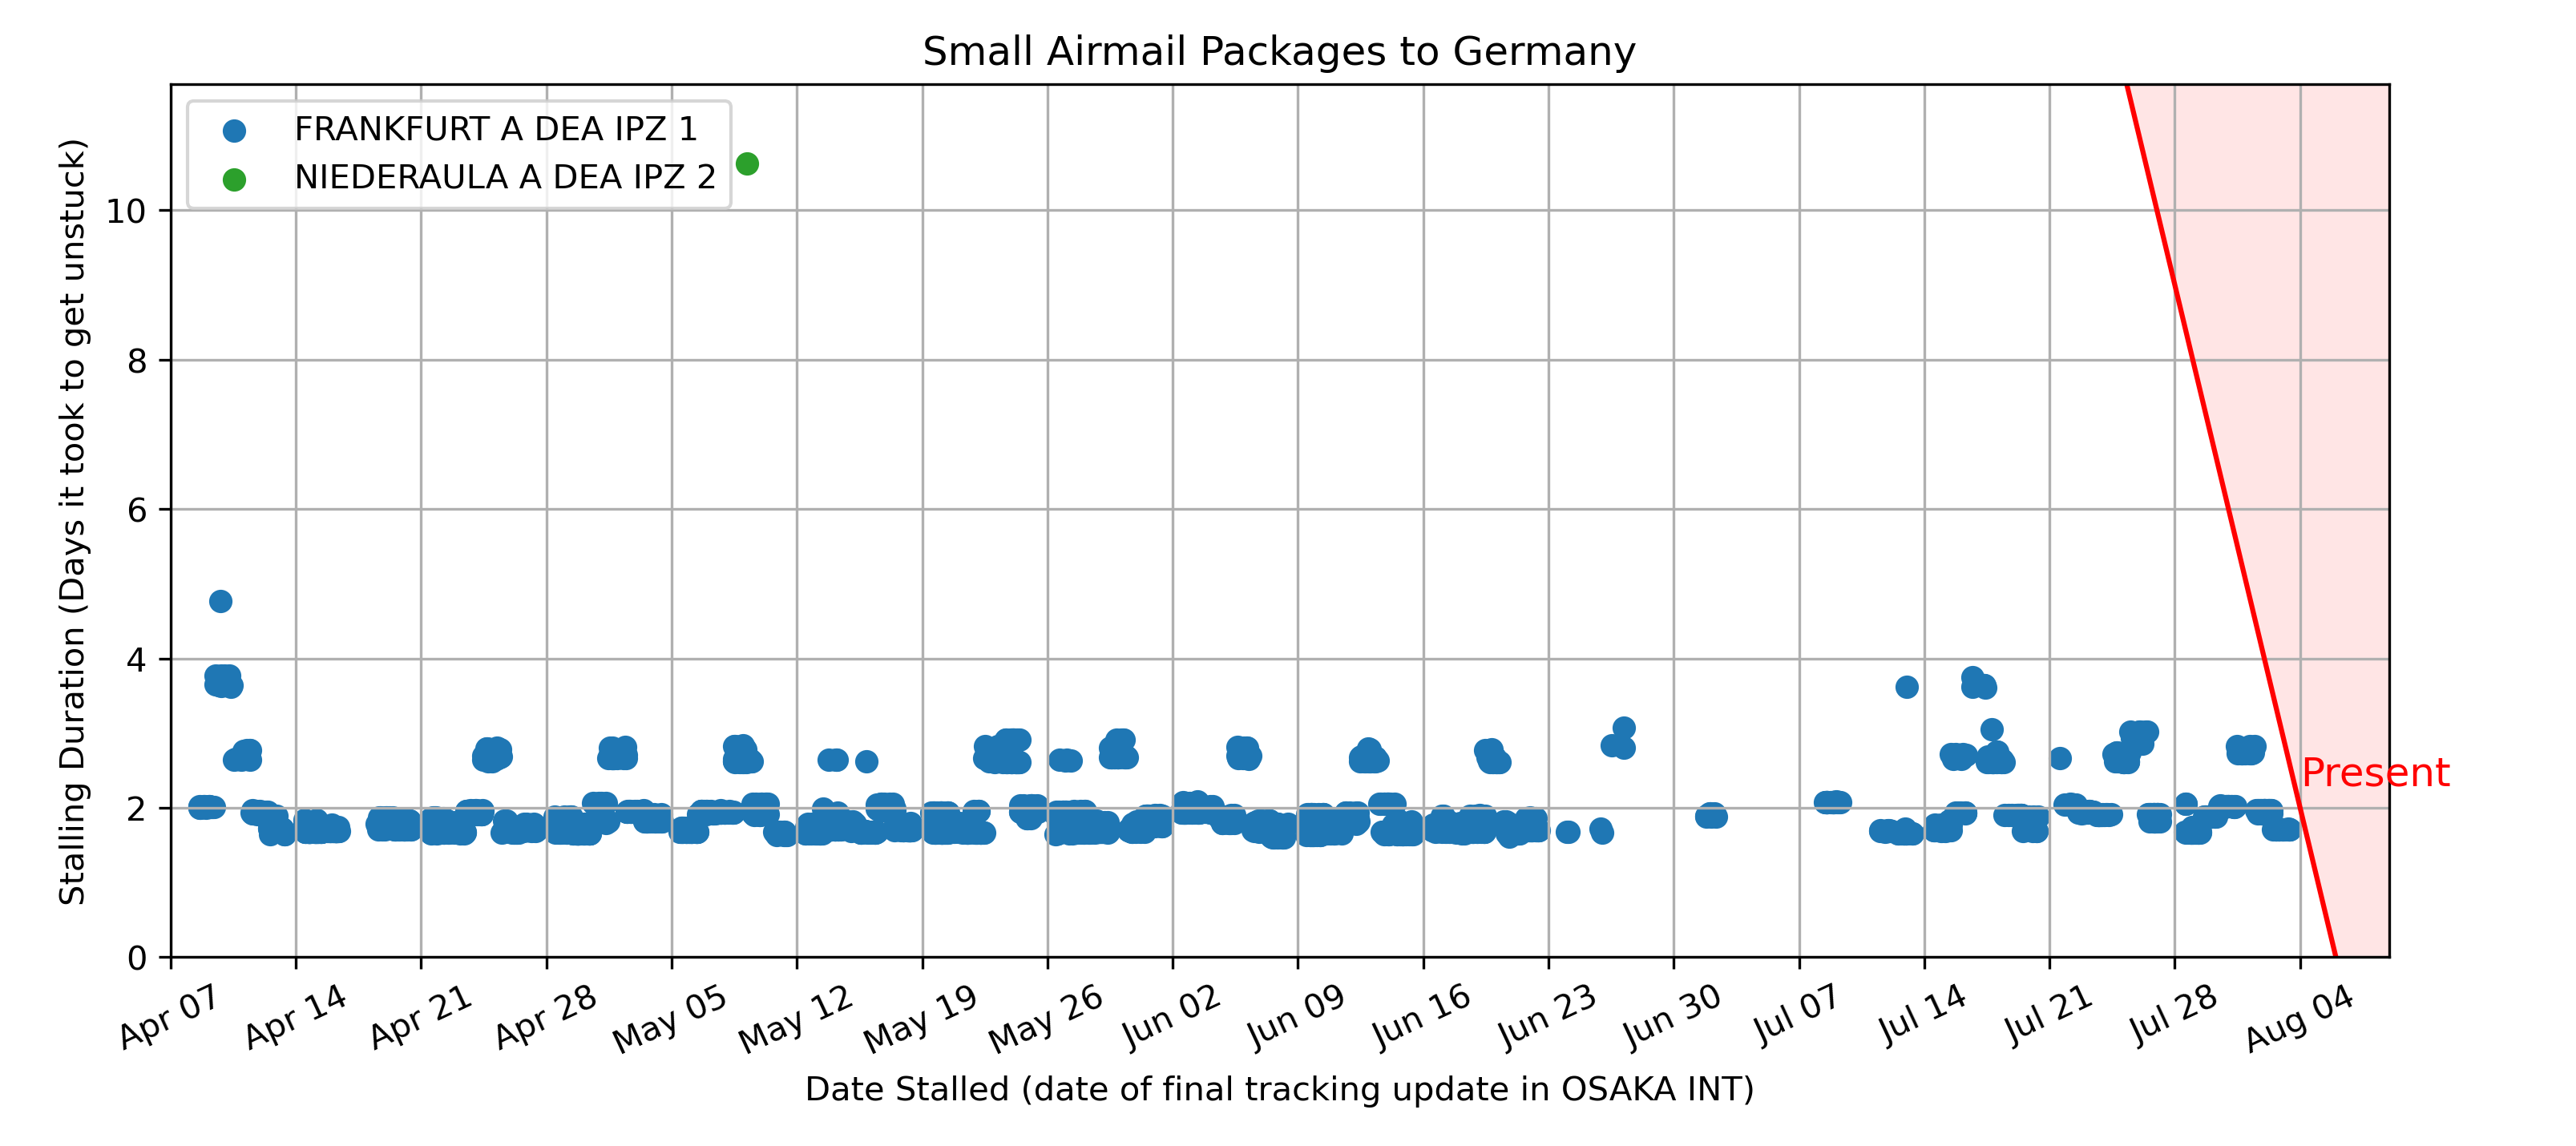 Small Airmail Packages to Germany
FRANKFURT A DEA IPZ 1
NIEDERAULA A DEA IPZ 2
Stalling Duration (Days it took to get unstuck)
10
8
6
4
2
0
Present
Apr 07
Apr 14
Apr 21
Apr 28
May 05
May 12
May 19
May 26
Jun 02
Jun 09
Jun 16
Jun 23
Jun 30
Jul 07
Jul 14
Jul 21
Jul 28
Aug 04
Date Stalled (date of final tracking update in OSAKA INT)